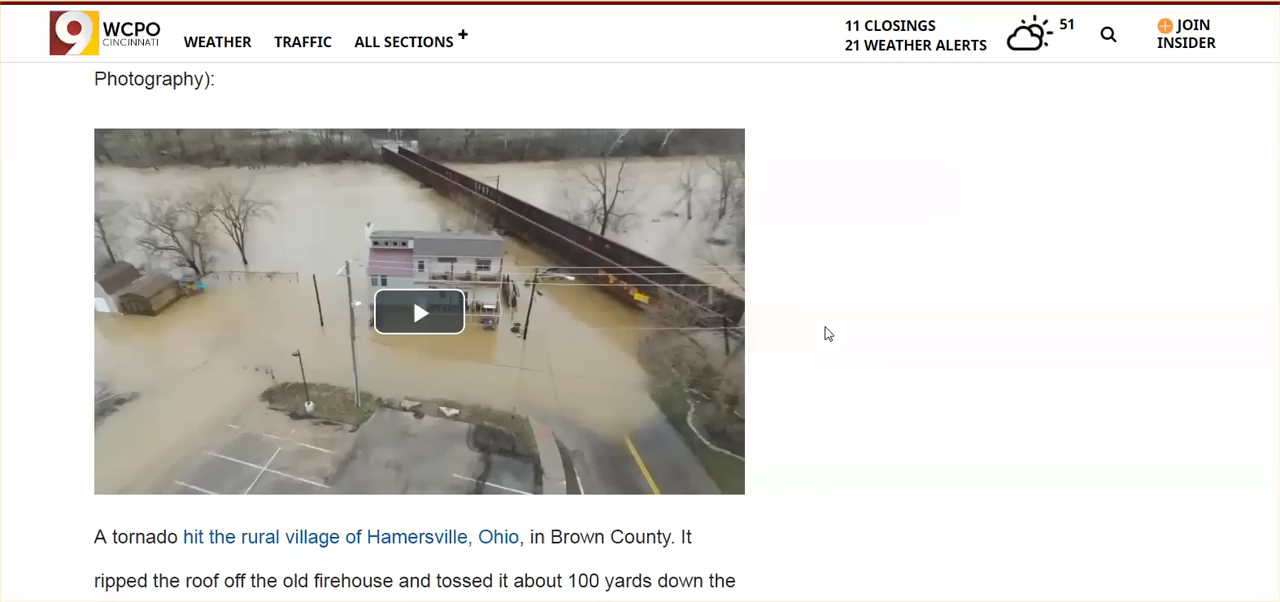 9 WCPO
CINCINNATI
WEATHER TRAFFIC ALL SECTIONS +
11 CLOSINGS
21 WEATHER ALERTS
51
JOIN
INSIDER
Photography):
A tornado hit the rural village of Hamersville, Ohio, in Brown County. It
ripped the roof off the old firehouse and tossed it about 100 yards down the